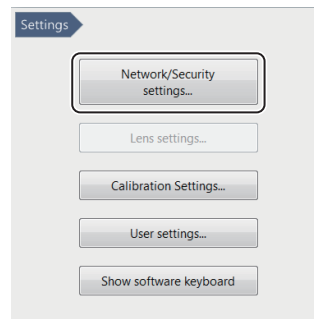 Settings
Network/Security
settings...
Lens settings...
Calibration Settings...
User settings...
Show software keyboard